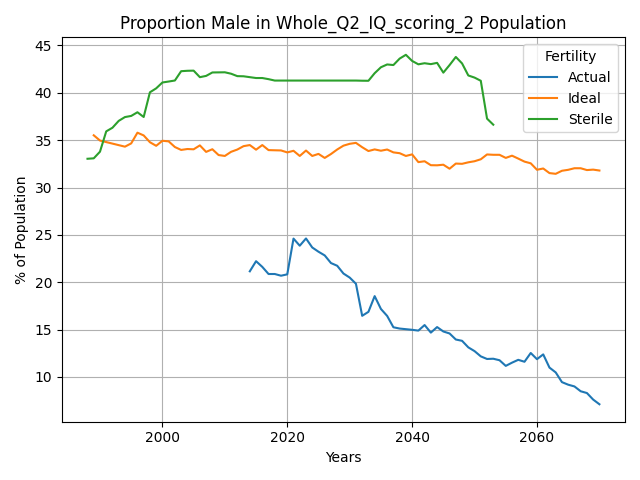 Proportion Male in Whole_Q2_IQ_scoring_2 Population
45
40
35
30
25
20
15
10
% of Population
Fertility
Actual
Ideal
Sterile
2000
2020
2040
2060
Years